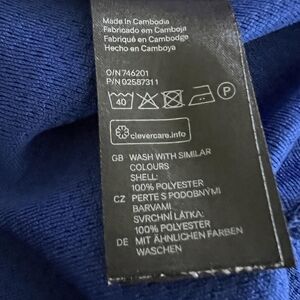 Made in Cambodia
Fabricado em Camboja
Fabriqué en Cambodge
Hecho en Camboya
O/N 746201
P/N 02587311
40
P
clevercare.info
GB WASH WITH SIMILAR
COLOURS
SHELL:
100% POLYESTER
CZ PERTE S PODOBNÝMI
BARVAMI
SVRCHNÍ LÁTKA:
100% POLYESTER
DE MIT ÄHNLICHEN FARBEN
WASCHEN